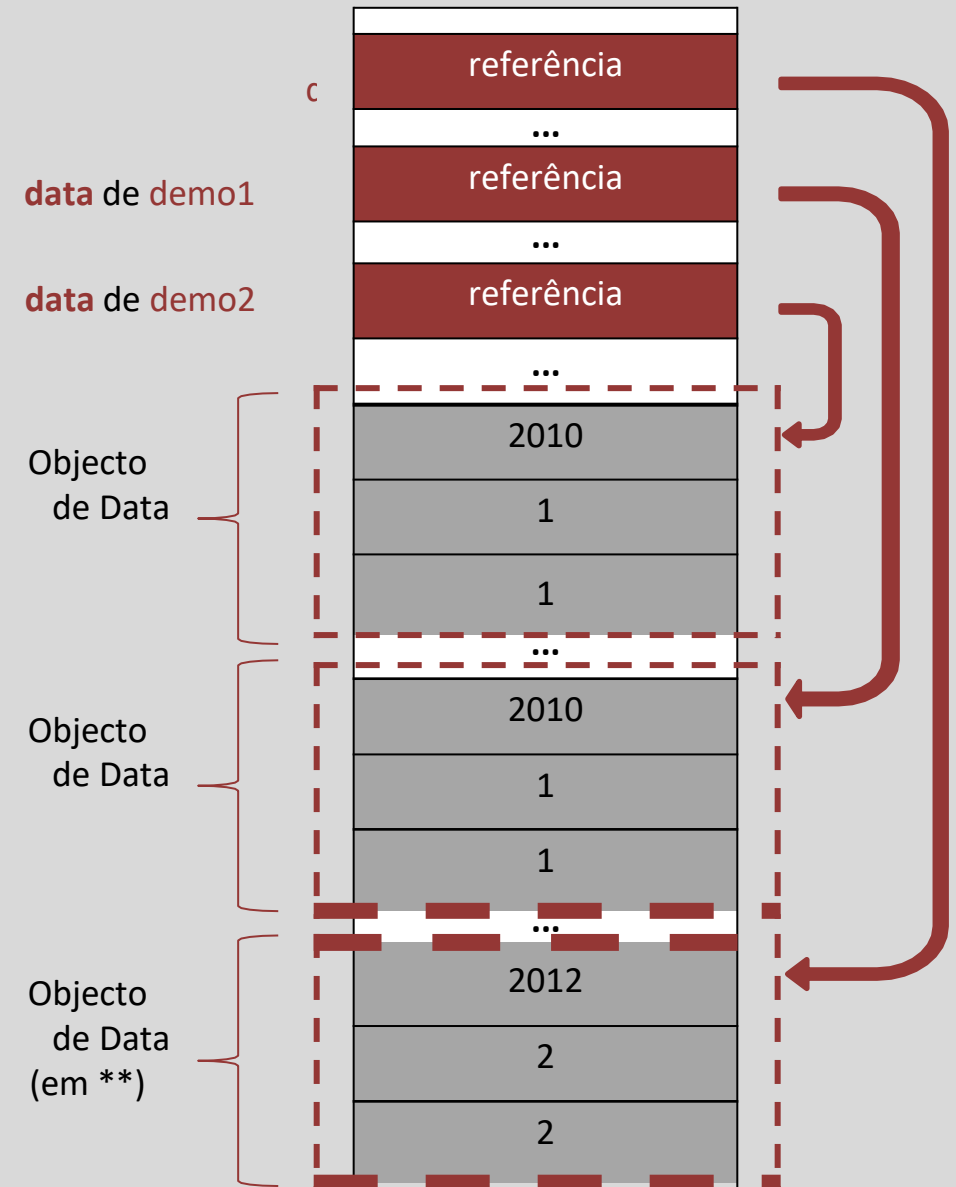 referência
...
data de demo1
referência
...
data de demo2
referência
...
Objecto
de Data
2010
1
1
...
Objecto
de Data
2010
1
1
...
Objecto
de Data
(em **)
2012
2
2